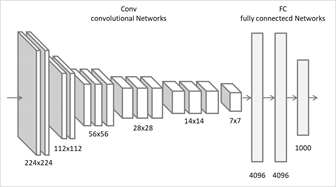 Conv
convolutional Networks
FC
fully connectecd Networks
224x224
112x112
56x56
28x28
14x14
7x7
4096
4096
1000